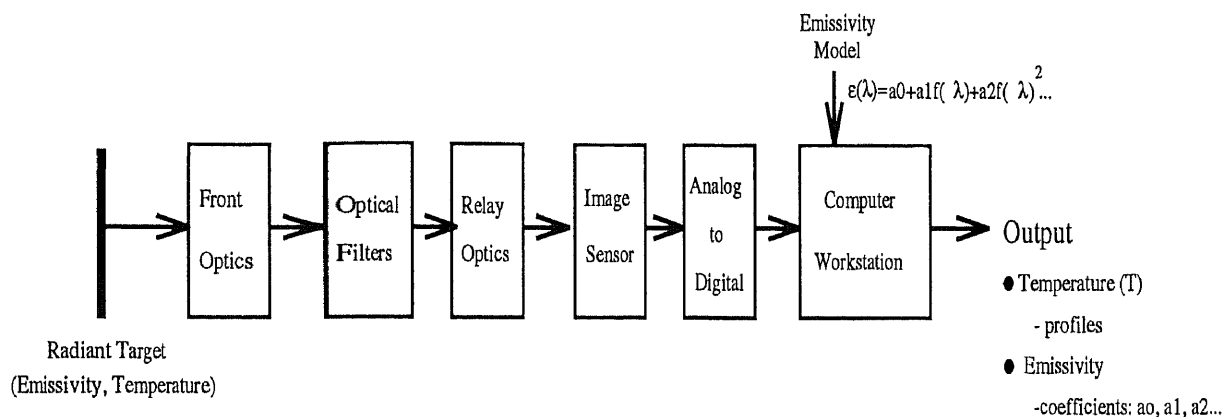 Emissivity
Model
ε(λ)=a0+a1f( λ)+a2f( λ)²...
Front
Optics
Optical
Filters
Relay
Optics
Image
Sensor
Analog
to
Digital
Computer
Workstation
Output
● Temperature (T)
- profiles
● Emissivity
-coefficients: ao, a1, a2...
Radiant Target
(Emissivity, Temperature)